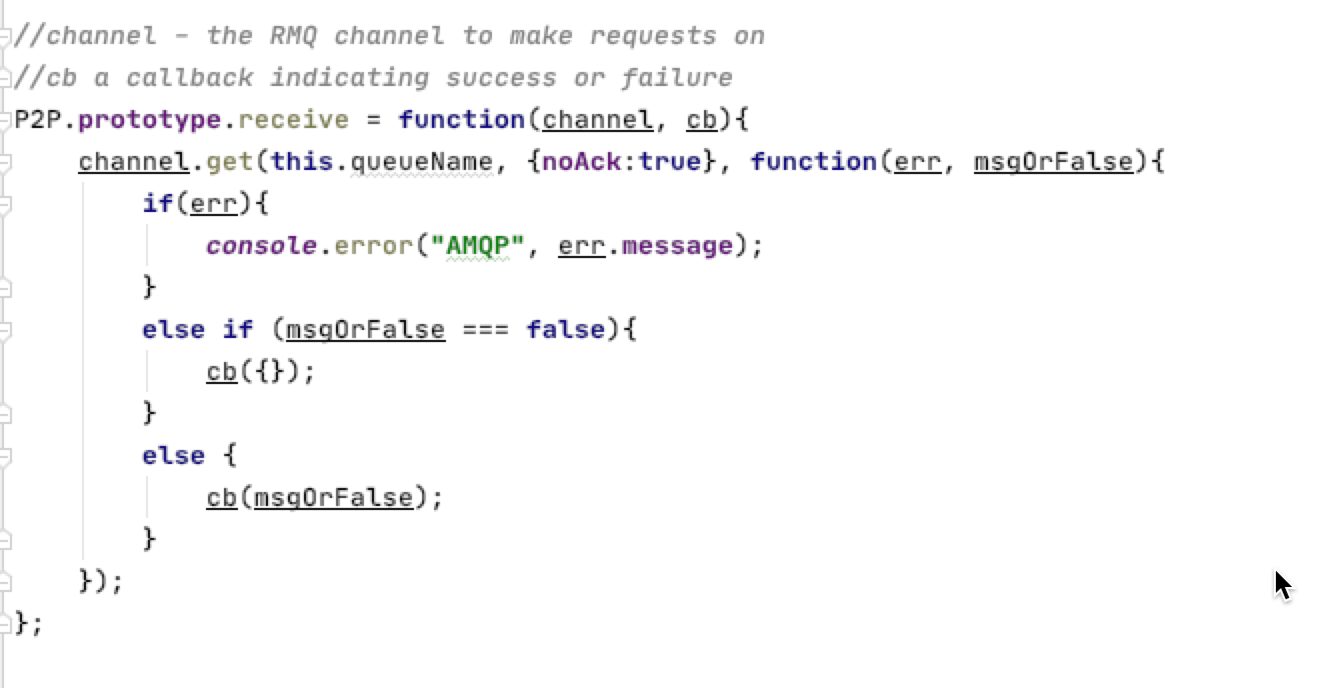 //channel - the RMQ channel to make requests on
//cb a callback indicating success or failure
P2P.prototype.receive = function(channel, cb){
    channel.get(this.queueName, {noAck:true}, function(err, msgOrFalse){
        if(err){
            console.error("AMQP", err.message);
        }
        else if (msgOrFalse === false){
            cb({});
        }
        else {
            cb(msgOrFalse);
        }
    });
};